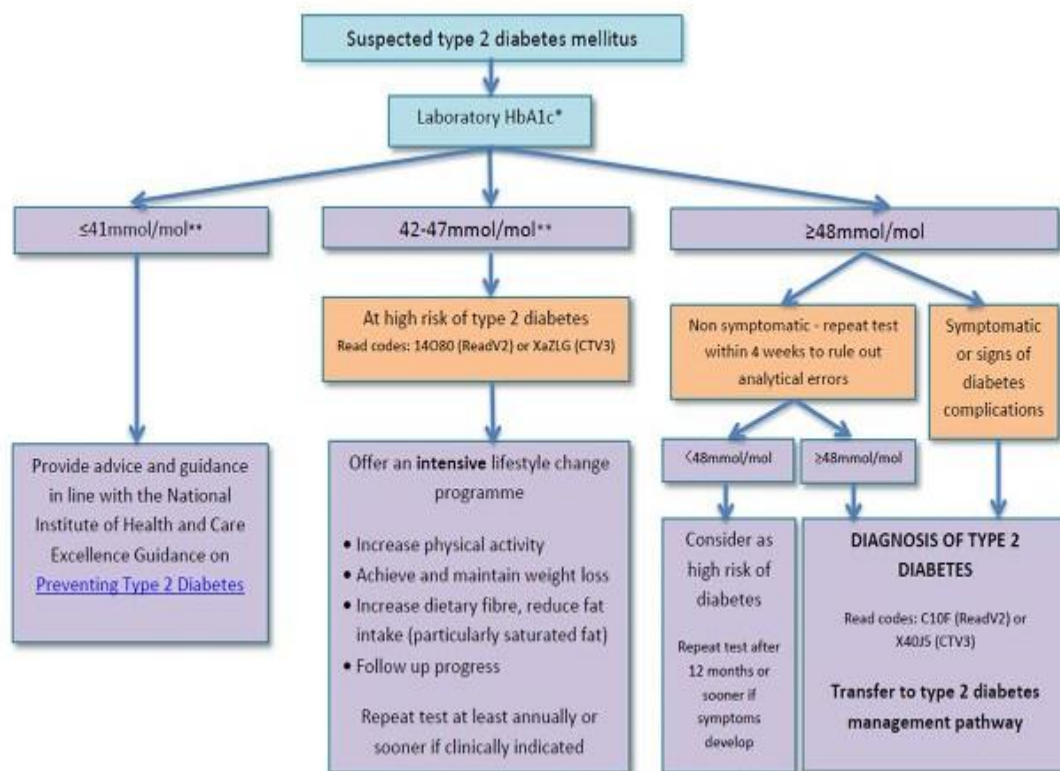 Suspected type 2 diabetes mellitus
Laboratory HbA1c*
≤41mmol/mol**
42-47mmol/mol**
≥48mmol/mol
At high risk of type 2 diabetes
Read codes: 14O80 (ReadV2) or XaZLG (CTV3)
Non symptomatic - repeat test
within 4 weeks to rule out
analytical errors
Symptomatic
or signs of
diabetes
complications
<48mmol/mol
≥48mmol/mol
Provide advice and guidance
in line with the National
Institute of Health and Care
Excellence Guidance on
Preventing Type 2 Diabetes
Offer an intensive lifestyle change
programme
• Increase physical activity
• Achieve and maintain weight loss
• Increase dietary fibre, reduce fat
intake (particularly saturated fat)
• Follow up progress
Repeat test at least annually or
sooner if clinically indicated
Consider as
high risk of
diabetes
Repeat test after
12 months or
sooner if
symptoms
develop
DIAGNOSIS OF TYPE 2
DIABETES
Read codes: C10F (ReadV2) or
X40J5 (CTV3)
Transfer to type 2 diabetes
management pathway